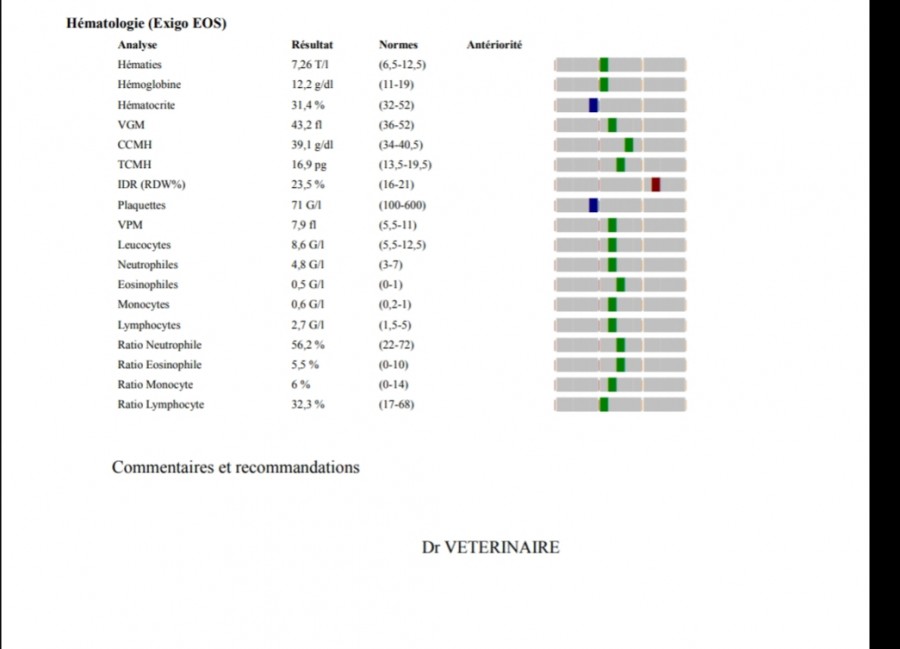 Hématologie (Exigo EOS)
Analyse Résultat Normes Antériorité
Hématies 7,26 T/l (6,5-12,5)
Hémoglobine 12,2 g/dl (11-19)
Hématocrite 31,4 % (32-52)
VGM 43,2 fl (36-52)
CCMH 39,1 g/dl (34-40,5)
TCMH 16,9 pg (13,5-19,5)
IDR (RDW%) 23,5 % (16-21)
Plaquettes 71 G/l (100-600)
VPM 7,9 fl (5,5-11)
Leucocytes 8,6 G/l (5,5-12,5)
Neutrophiles 4,8 G/l (3-7)
Eosinophiles 0,5 G/l (0-1)
Monocytes 0,6 G/l (0,2-1)
Lymphocytes 2,7 G/l (1,5-5)
Ratio Neutrophile 56,2 % (22-72)
Ratio Eosinophile 5,5 % (0-10)
Ratio Monocyte 6 % (0-14)
Ratio Lymphocyte 32,3 % (17-68)
Commentaires et recommandations
Dr VETERINAIRE